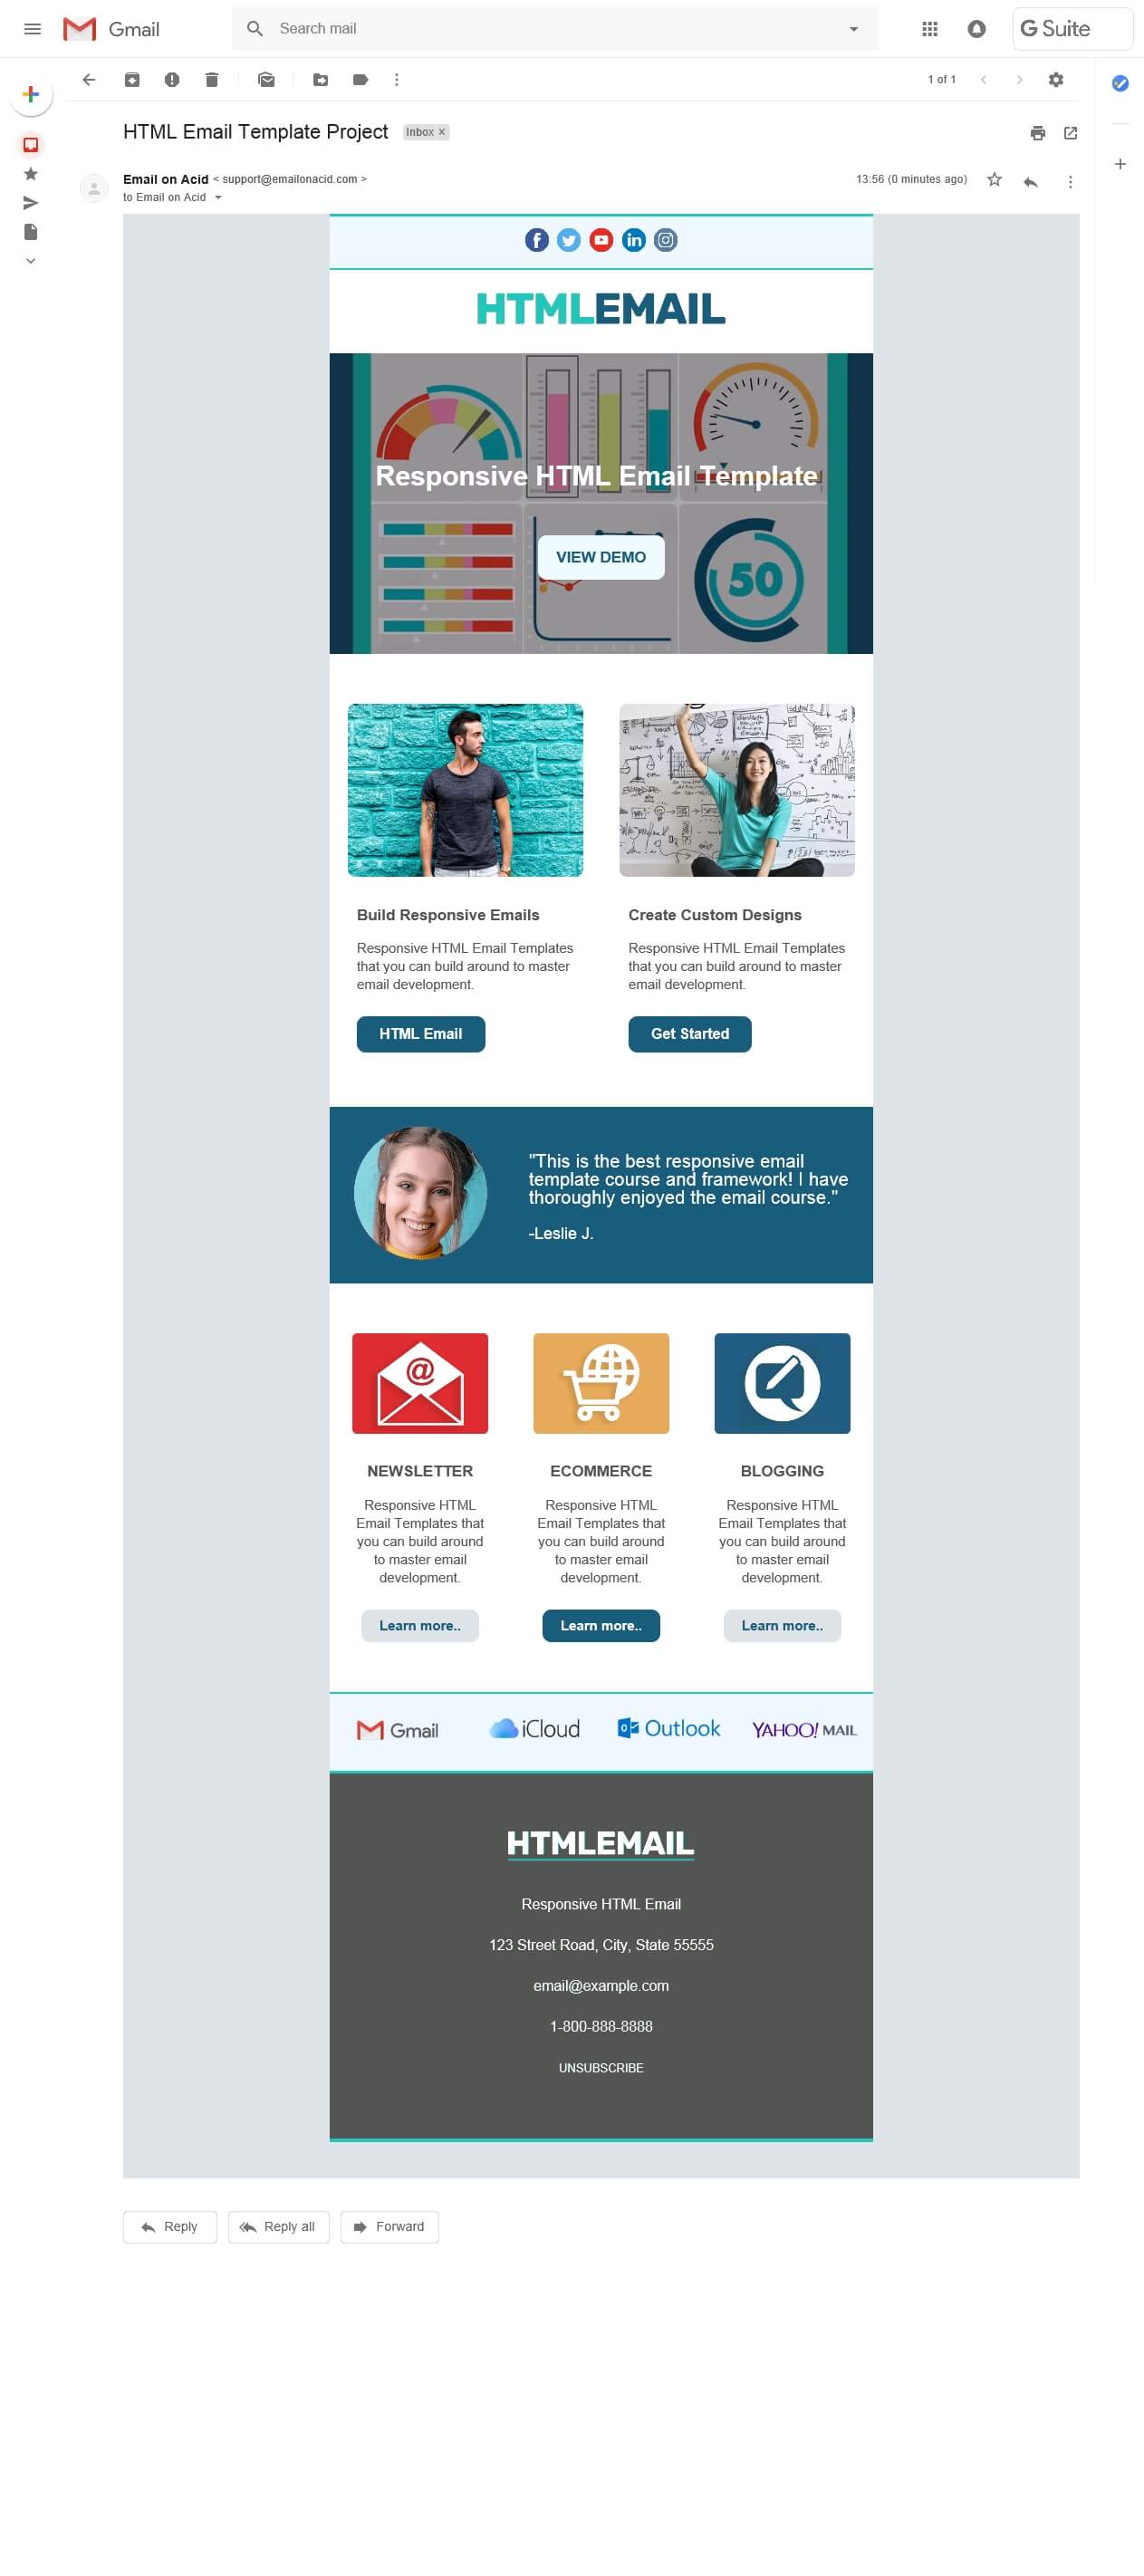 Gmail
Search mail
G Suite
1 of 1
HTML Email Template Project
Inbox ×
Email on Acid < support@emailonacid.com >
13:56 (0 minutes ago)
to Email on Acid
HTMLEMAIL
Responsive HTML Email Template
VIEW DEMO
50
Build Responsive Emails
Responsive HTML Email Templates
that you can build around to master
email development.
HTML Email
Create Custom Designs
Responsive HTML Email Templates
that you can build around to master
email development.
Get Started
"This is the best responsive email
template course and framework! I have
thoroughly enjoyed the email course."
-Leslie J.
NEWSLETTER
Responsive HTML
Email Templates that
you can build around
to master email
development.
Learn more..
ECOMMERCE
Responsive HTML
Email Templates that
you can build around
to master email
development.
Learn more..
BLOGGING
Responsive HTML
Email Templates that
you can build around
to master email
development.
Learn more..
Gmail
iCloud
Outlook
YAHOO! MAIL
HTMLEMAIL
Responsive HTML Email
123 Street Road, City, State 55555
email@example.com
1-800-888-8888
UNSUBSCRIBE
Reply
Reply all
Forward